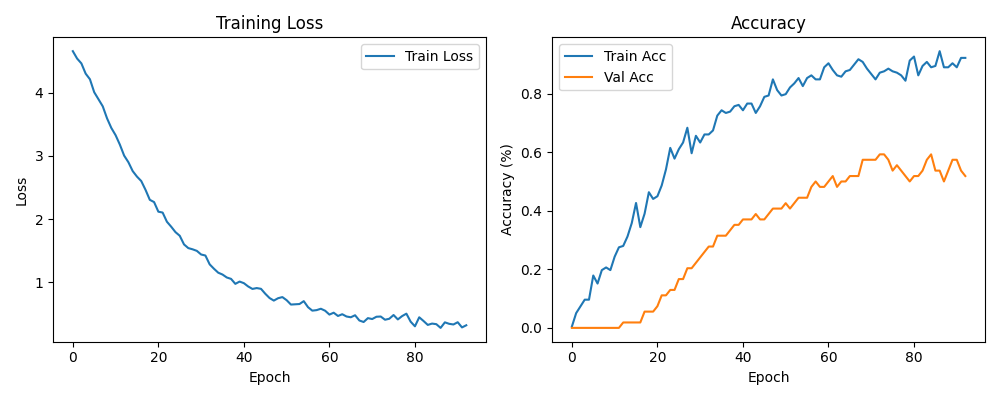 Training Loss
Train Loss
Loss
4
3
2
1
0
20
40
60
80
Epoch
Accuracy
Train Acc
Val Acc
Accuracy (%)
0.8
0.6
0.4
0.2
0.0
0
20
40
60
80
Epoch